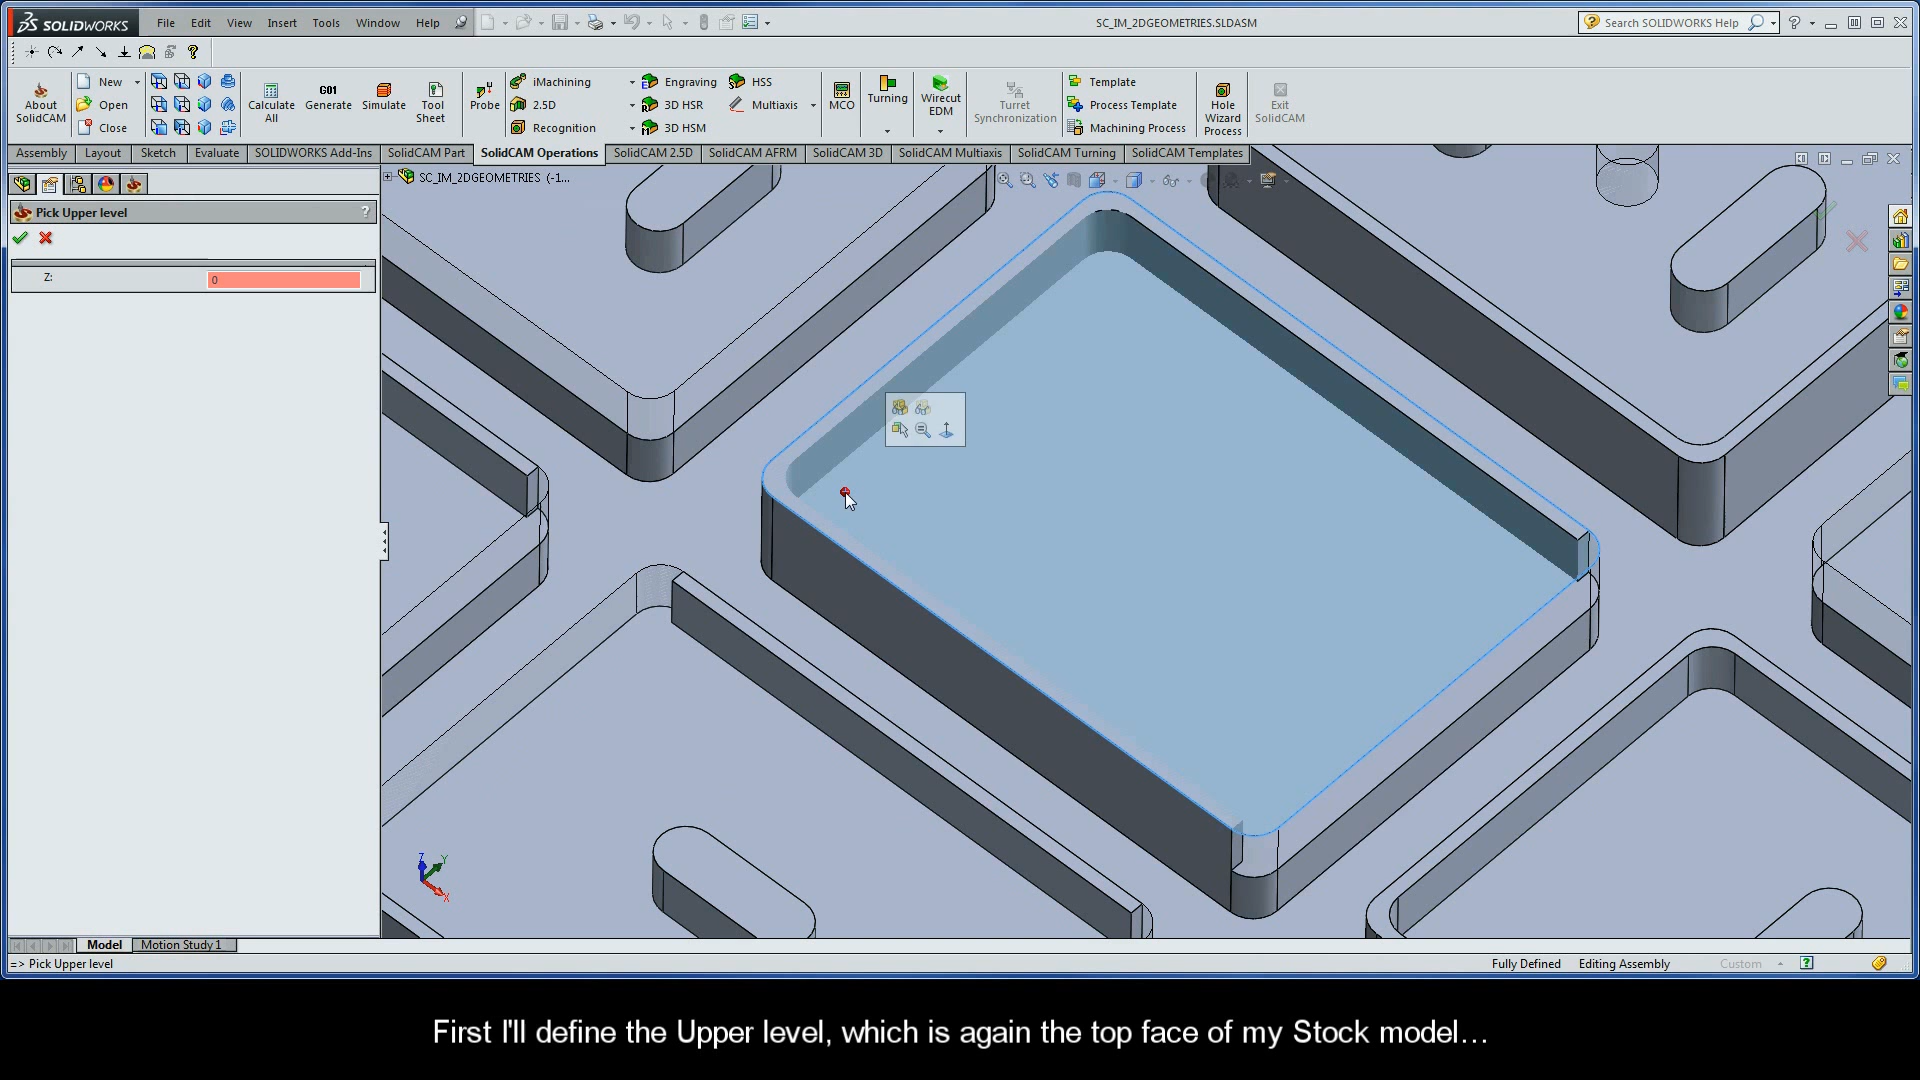 SOLIDWORKS File Edit View Insert Tools Window Help SC_IM_2DGEOMETRIES.SLDASM Search SOLIDWORKS Help
About SolidCAM
New
Open
Close
Calculate All
G01
Generate
Simulate
Tool Sheet
Probe
iMachining
2.5D
Recognition
Engraving
3D HSR
3D HSM
HSS
Multiaxis
MCO
Turning
Wirecut EDM
Turret Synchronization
Template
Process Template
Machining Process
Hole Wizard Process
Exit SolidCAM
Assembly Layout Sketch Evaluate SOLIDWORKS Add-Ins SolidCAM Part SolidCAM Operations SolidCAM 2.5D SolidCAM AFRM SolidCAM 3D SolidCAM Multiaxis SolidCAM Turning SolidCAM Templates
SC_IM_2DGEOMETRIES (-1...
Pick Upper level ?
Z: 0
Z Y X
Model Motion Study 1
=> Pick Upper level Fully Defined Editing Assembly Custom
First I'll define the Upper level, which is again the top face of my Stock model…